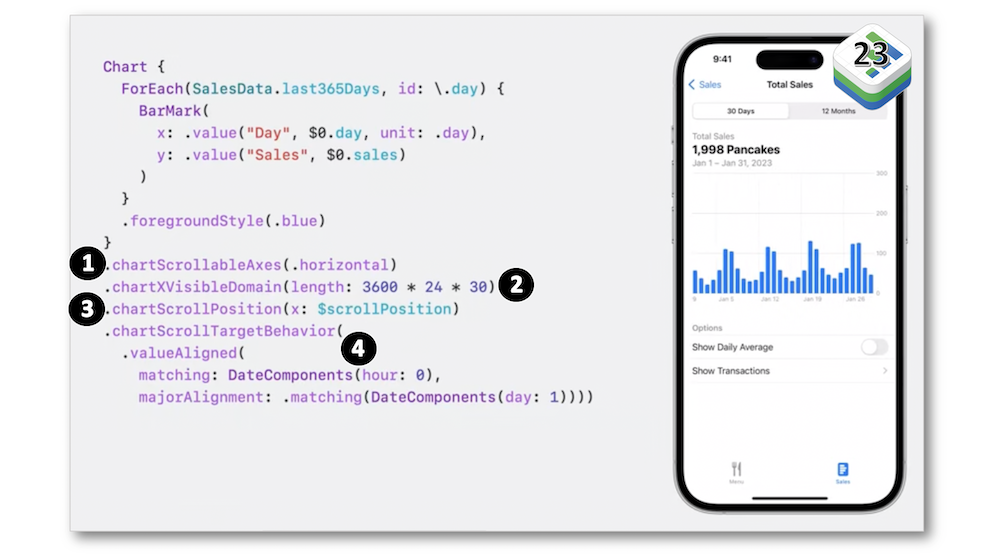 Chart {
ForEach(SalesData.last365Days, id: \.day) {
BarMark(
x: .value("Day", $0.day, unit: .day),
y: .value("Sales", $0.sales)
)
}
.foregroundStyle(.blue)
}
1
.chartScrollableAxes(.horizontal)
.chartXVisibleDomain(length: 3600 * 24 * 30)
2
3
.chartScrollPosition(x: $scrollPosition)
.chartScrollTargetBehavior(
4
.valueAligned(
matching: DateComponents(hour: 0),
majorAlignment: .matching(DateComponents(day: 1))))
23
9:41
Sales
Total Sales
30 Days
12 Months
Total Sales
1,998 Pancakes
Jan 1 – Jan 31, 2023
300
200
100
0
9
Jan 5
Jan 12
Jan 19
Jan 26
Options
Show Daily Average
Show Transactions
Menu
Sales